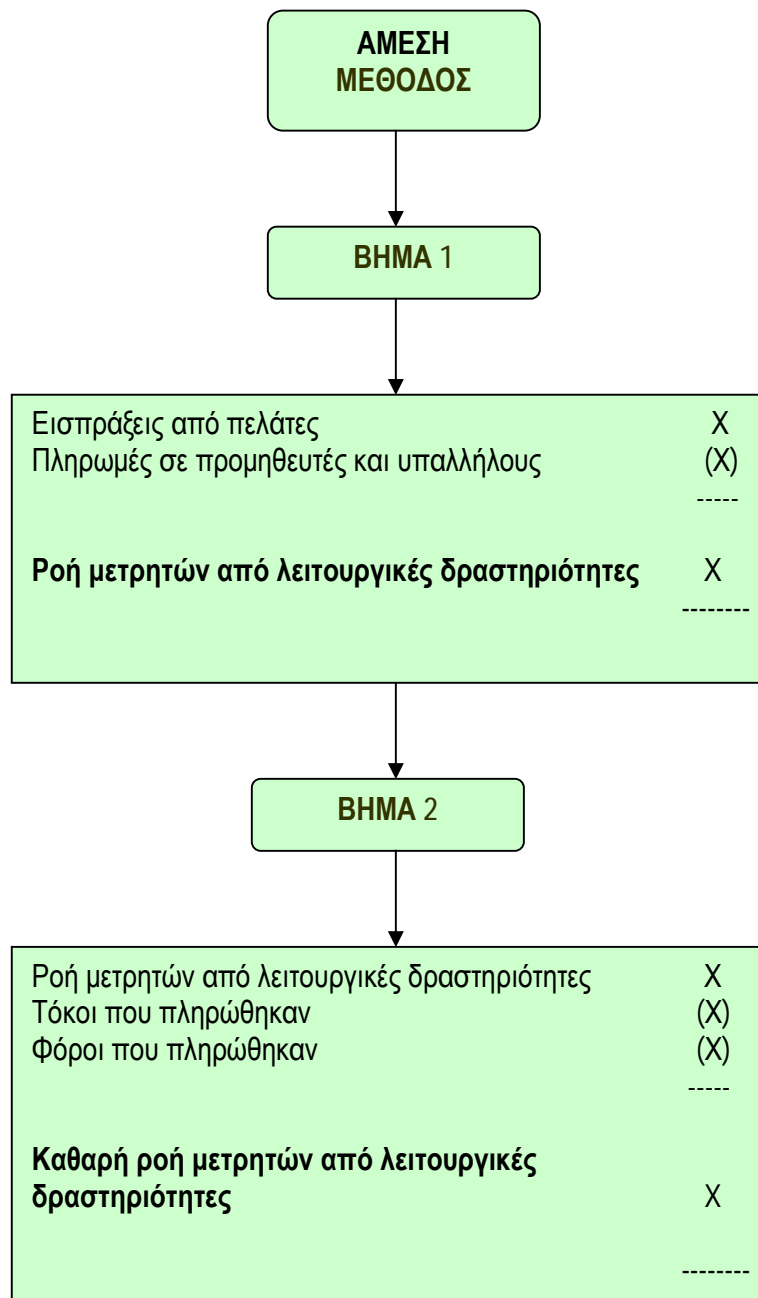 ΑΜΕΣΗ
ΜΕΘΟΔΟΣ
ΒΗΜΑ 1
Εισπράξεις από πελάτες Χ
Πληρωμές σε προμηθευτές και υπαλλήλους (Χ)
-----
Ροή μετρητών από λειτουργικές δραστηριότητες Χ
--------
ΒΗΜΑ 2
Ροή μετρητών από λειτουργικές δραστηριότητες Χ
Τόκοι που πληρώθηκαν (Χ)
Φόροι που πληρώθηκαν (Χ)
-----
Καθαρή ροή μετρητών από λειτουργικές
δραστηριότητες Χ
--------